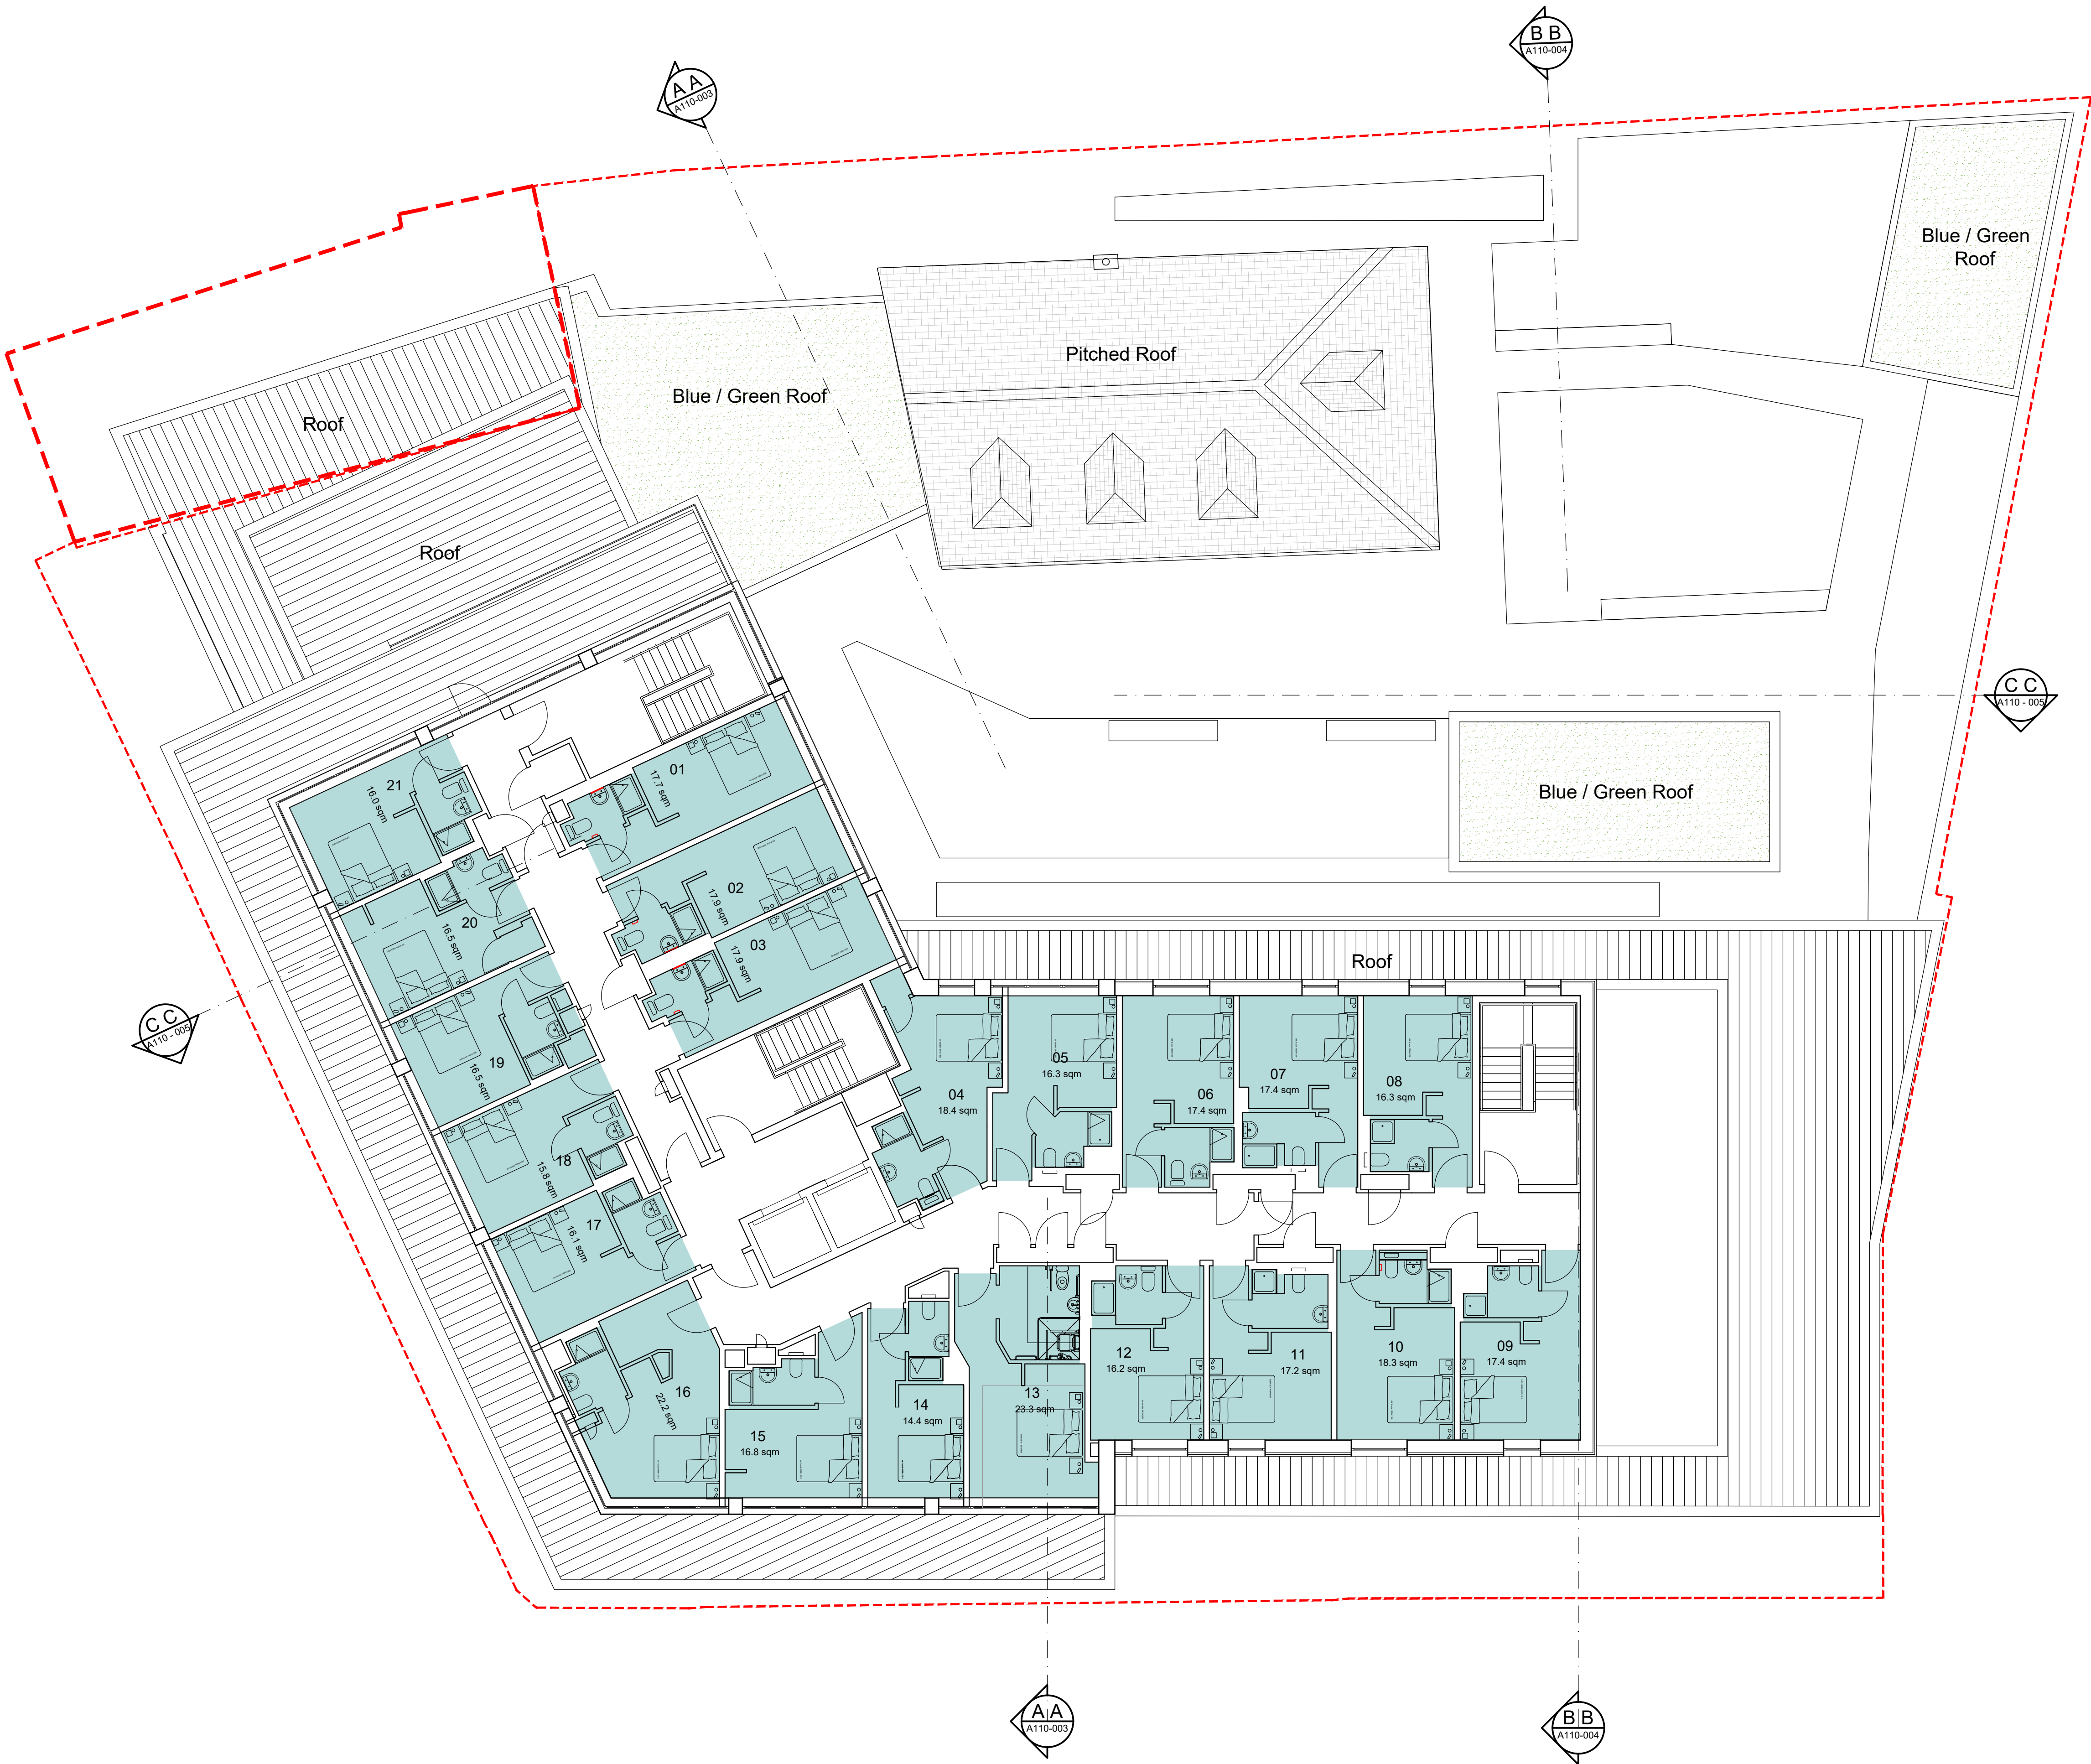 B B
A110-004
A A
A110-003
Blue / Green
Roof
Pitched Roof
Blue / Green Roof
Roof
Roof
C C
A110 - 005
Blue / Green Roof
01
17.7 sqm
21
16.0 sqm
02
17.9 sqm
20
16.5 sqm
03
17.9 sqm
Roof
C C
A110 - 005
19
16.5 sqm
04
18.4 sqm
05
16.3 sqm
06
17.4 sqm
07
17.4 sqm
08
16.3 sqm
18
15.8 sqm
17
16.1 sqm
16
22.2 sqm
15
16.8 sqm
14
14.4 sqm
13
23.3 sqm
12
16.2 sqm
11
17.2 sqm
10
18.3 sqm
09
17.4 sqm
A A
A110-003
B B
A110-004